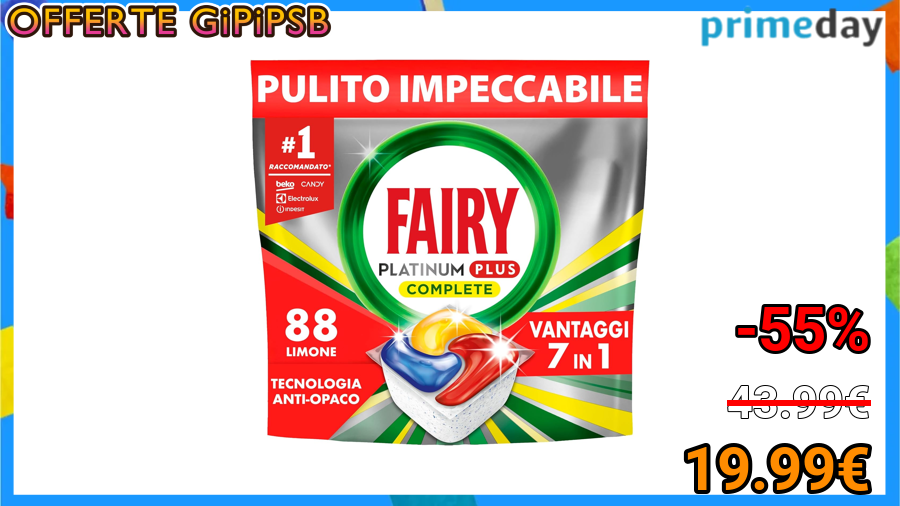 OFFERTE GiPiPSB
primeday
PULITO IMPECCABILE
#1
RACCOMANDATO*
beko CANDY
Electrolux
INDESIT
FAIRY
PLATINUM PLUS
COMPLETE
88
LIMONE
TECNOLOGIA
ANTI-OPACO
VANTAGGI
7 IN 1
-55%
43.99€
19.99€